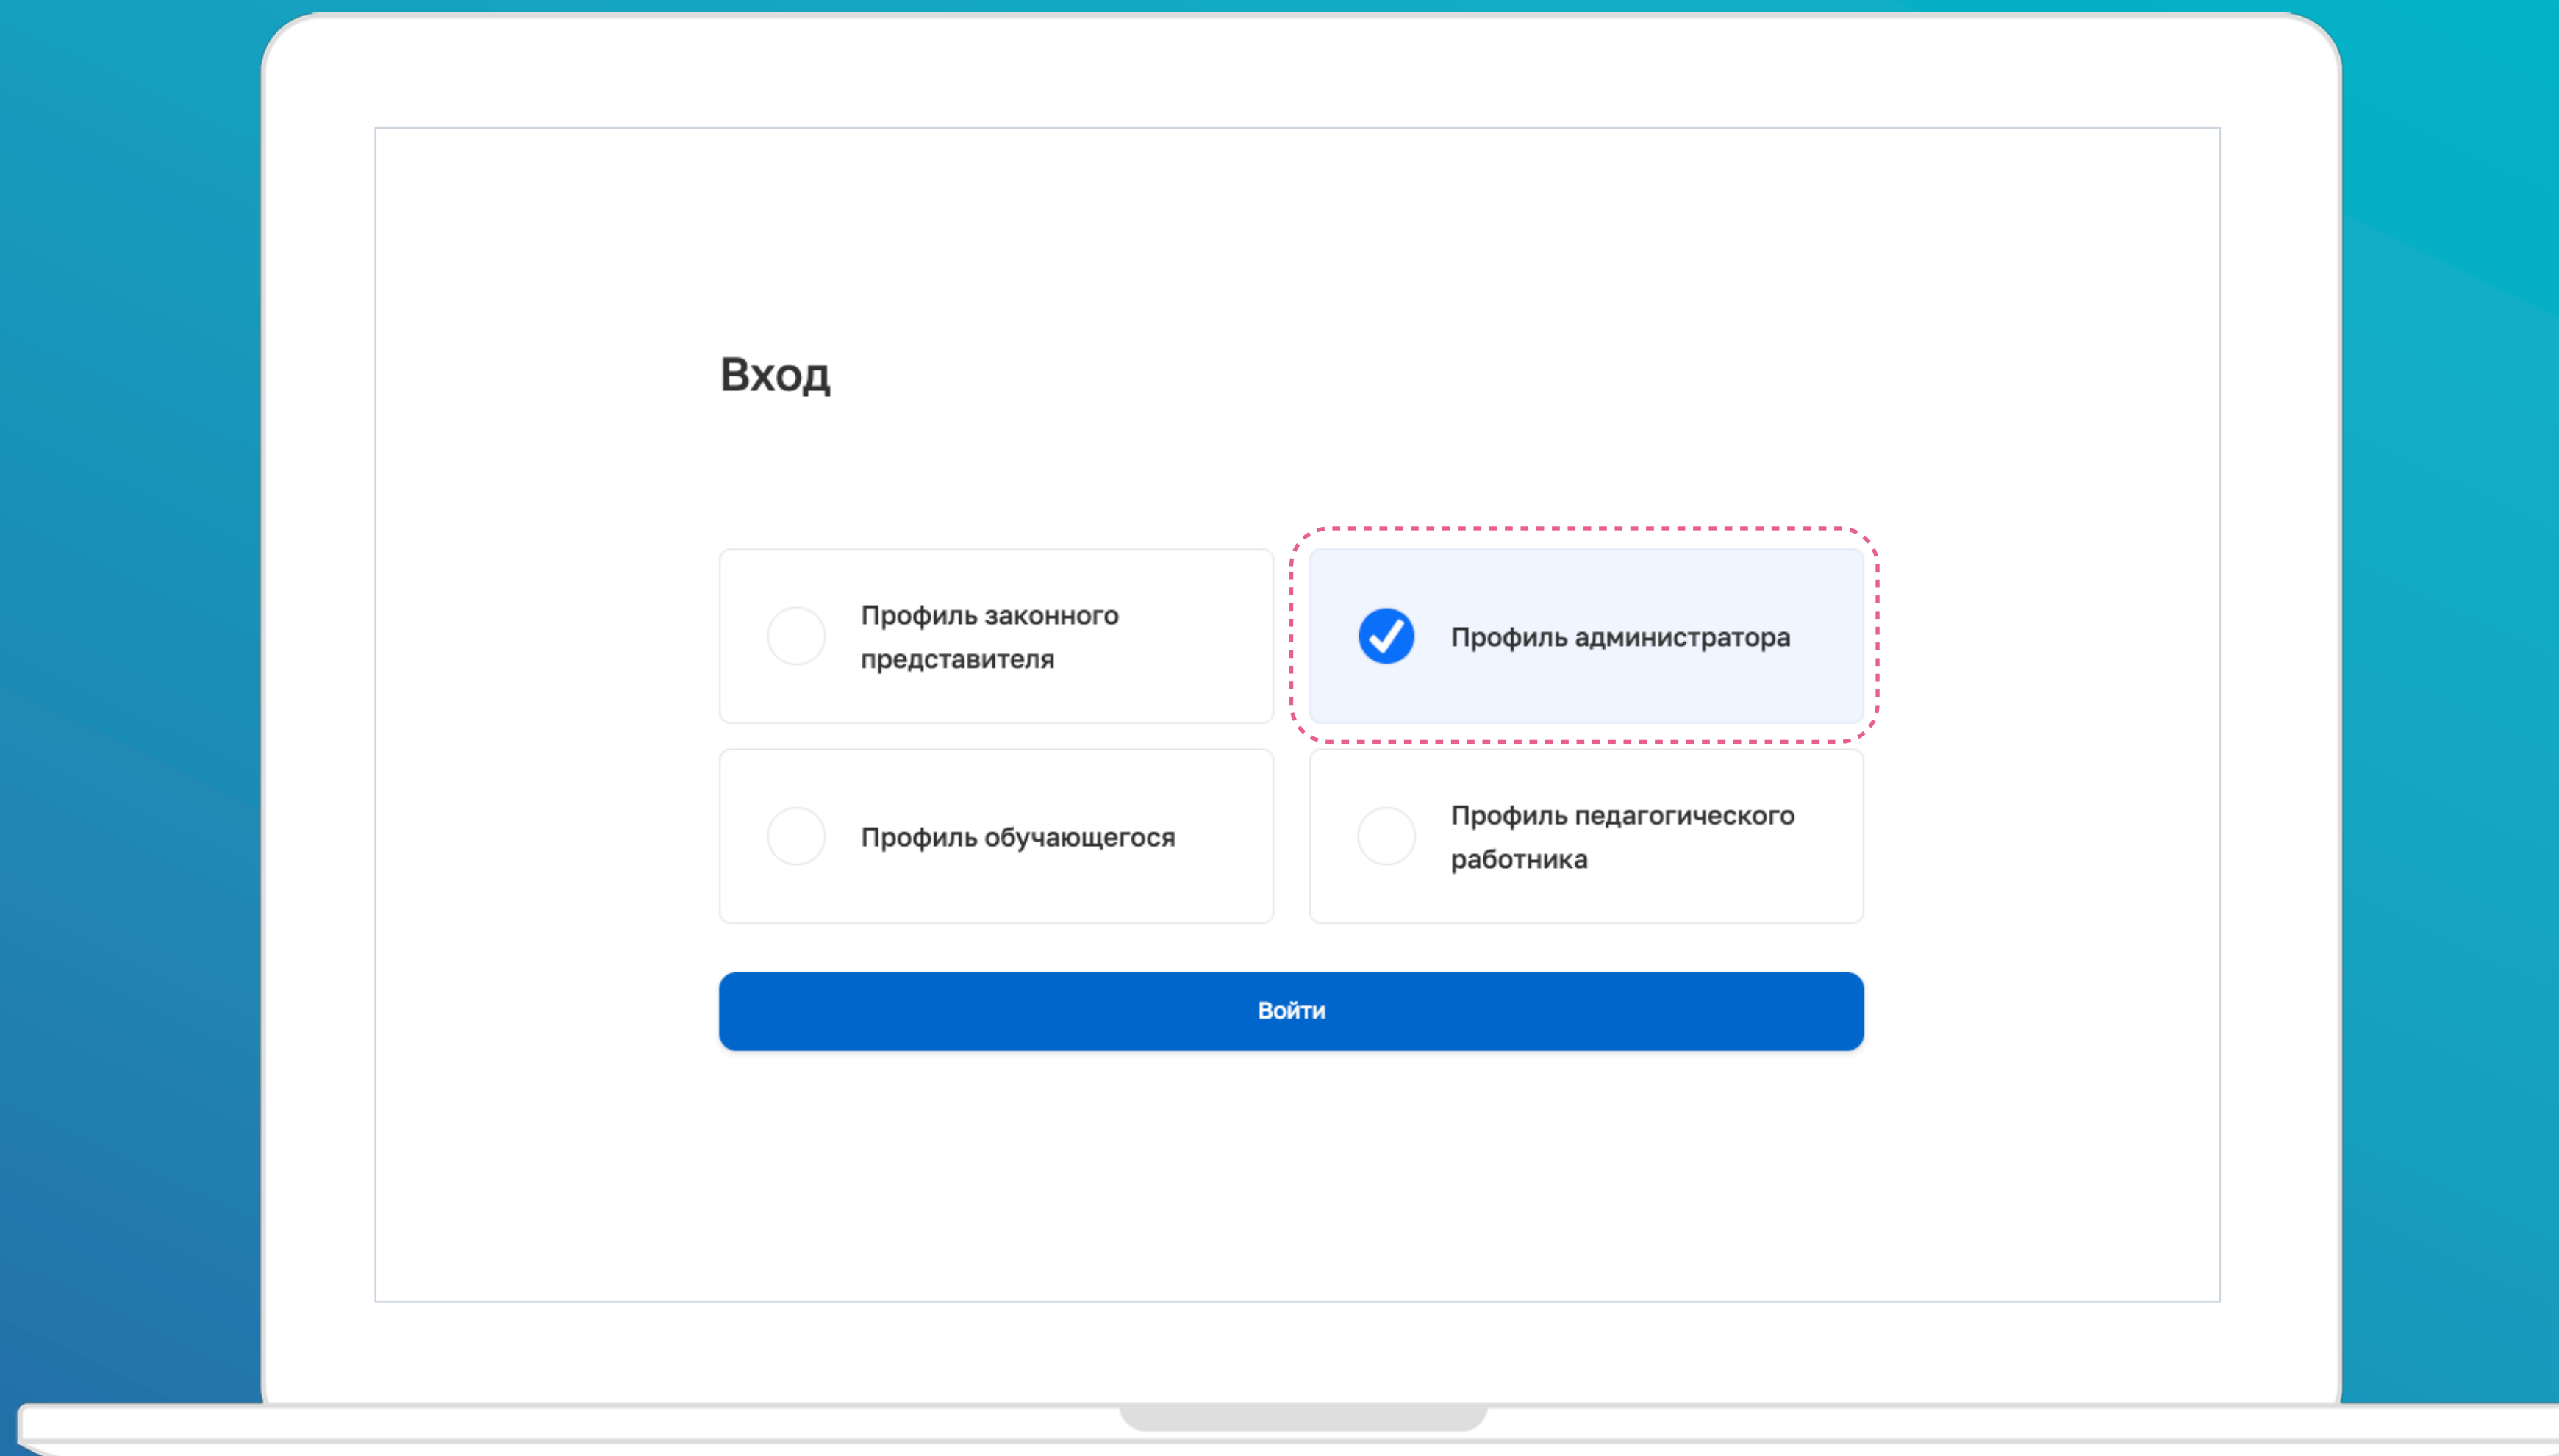 Вход
Профиль законного
представителя
Профиль администратора
Профиль обучающегося
Профиль педагогического
работника
Войти